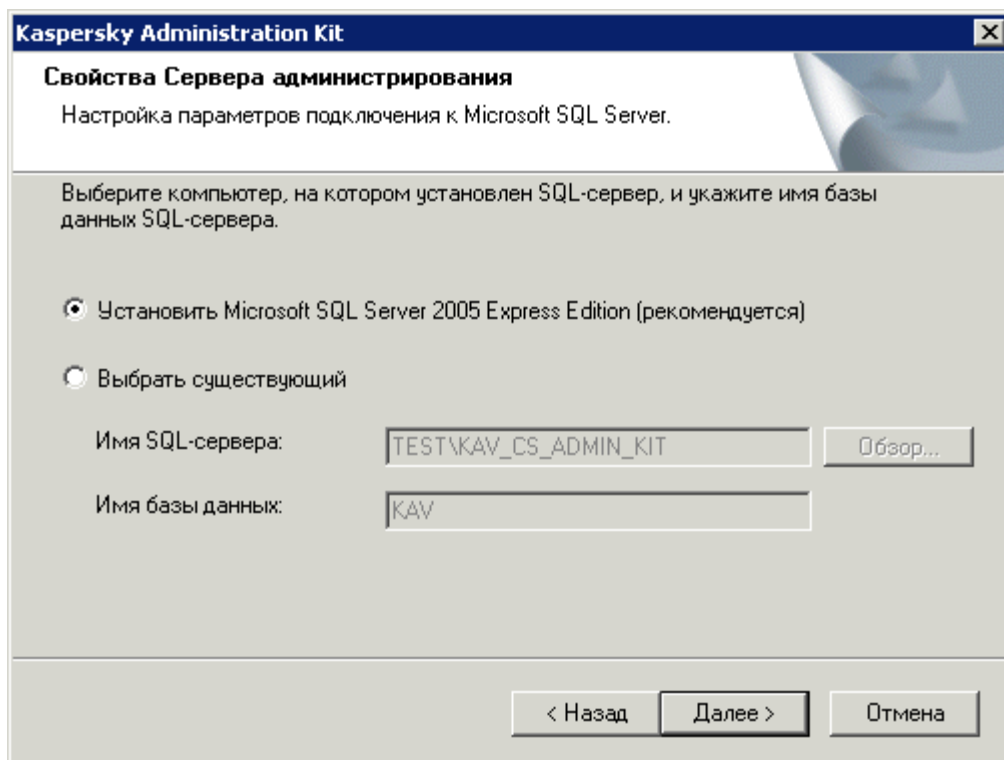 Kaspersky Administration Kit
Свойства Сервера администрирования
Настройка параметров подключения к Microsoft SQL Server.
Выберите компьютер, на котором установлен SQL-сервер, и укажите имя базы
данных SQL-сервера.
Установить Microsoft SQL Server 2005 Express Edition (рекомендуется)
Выбрать существующий
Имя SQL-сервера: TEST\KAV_CS_ADMIN_KIT Обзор...
Имя базы данных: KAV
< Назад Далее > Отмена